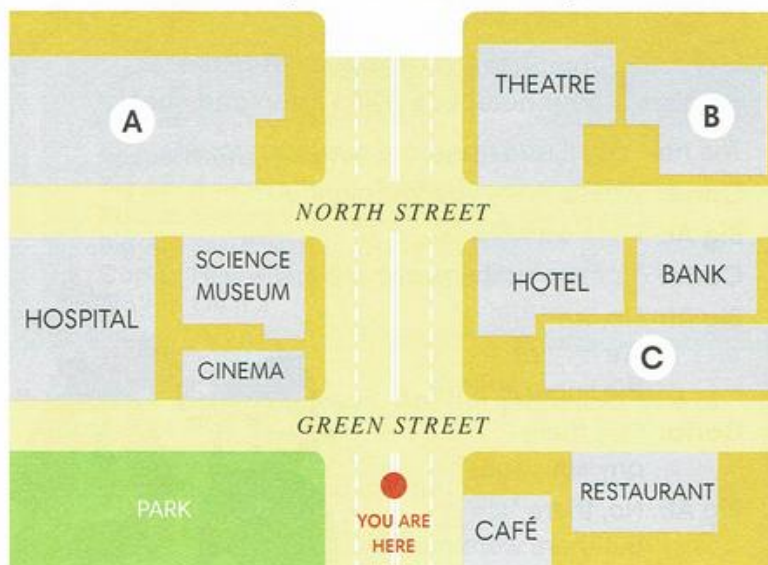 A
THEATRE
B
NORTH STREET
HOSPITAL
SCIENCE
MUSEUM
CINEMA
HOTEL
BANK
C
GREEN STREET
PARK
YOU ARE
HERE
CAFÉ
RESTAURANT